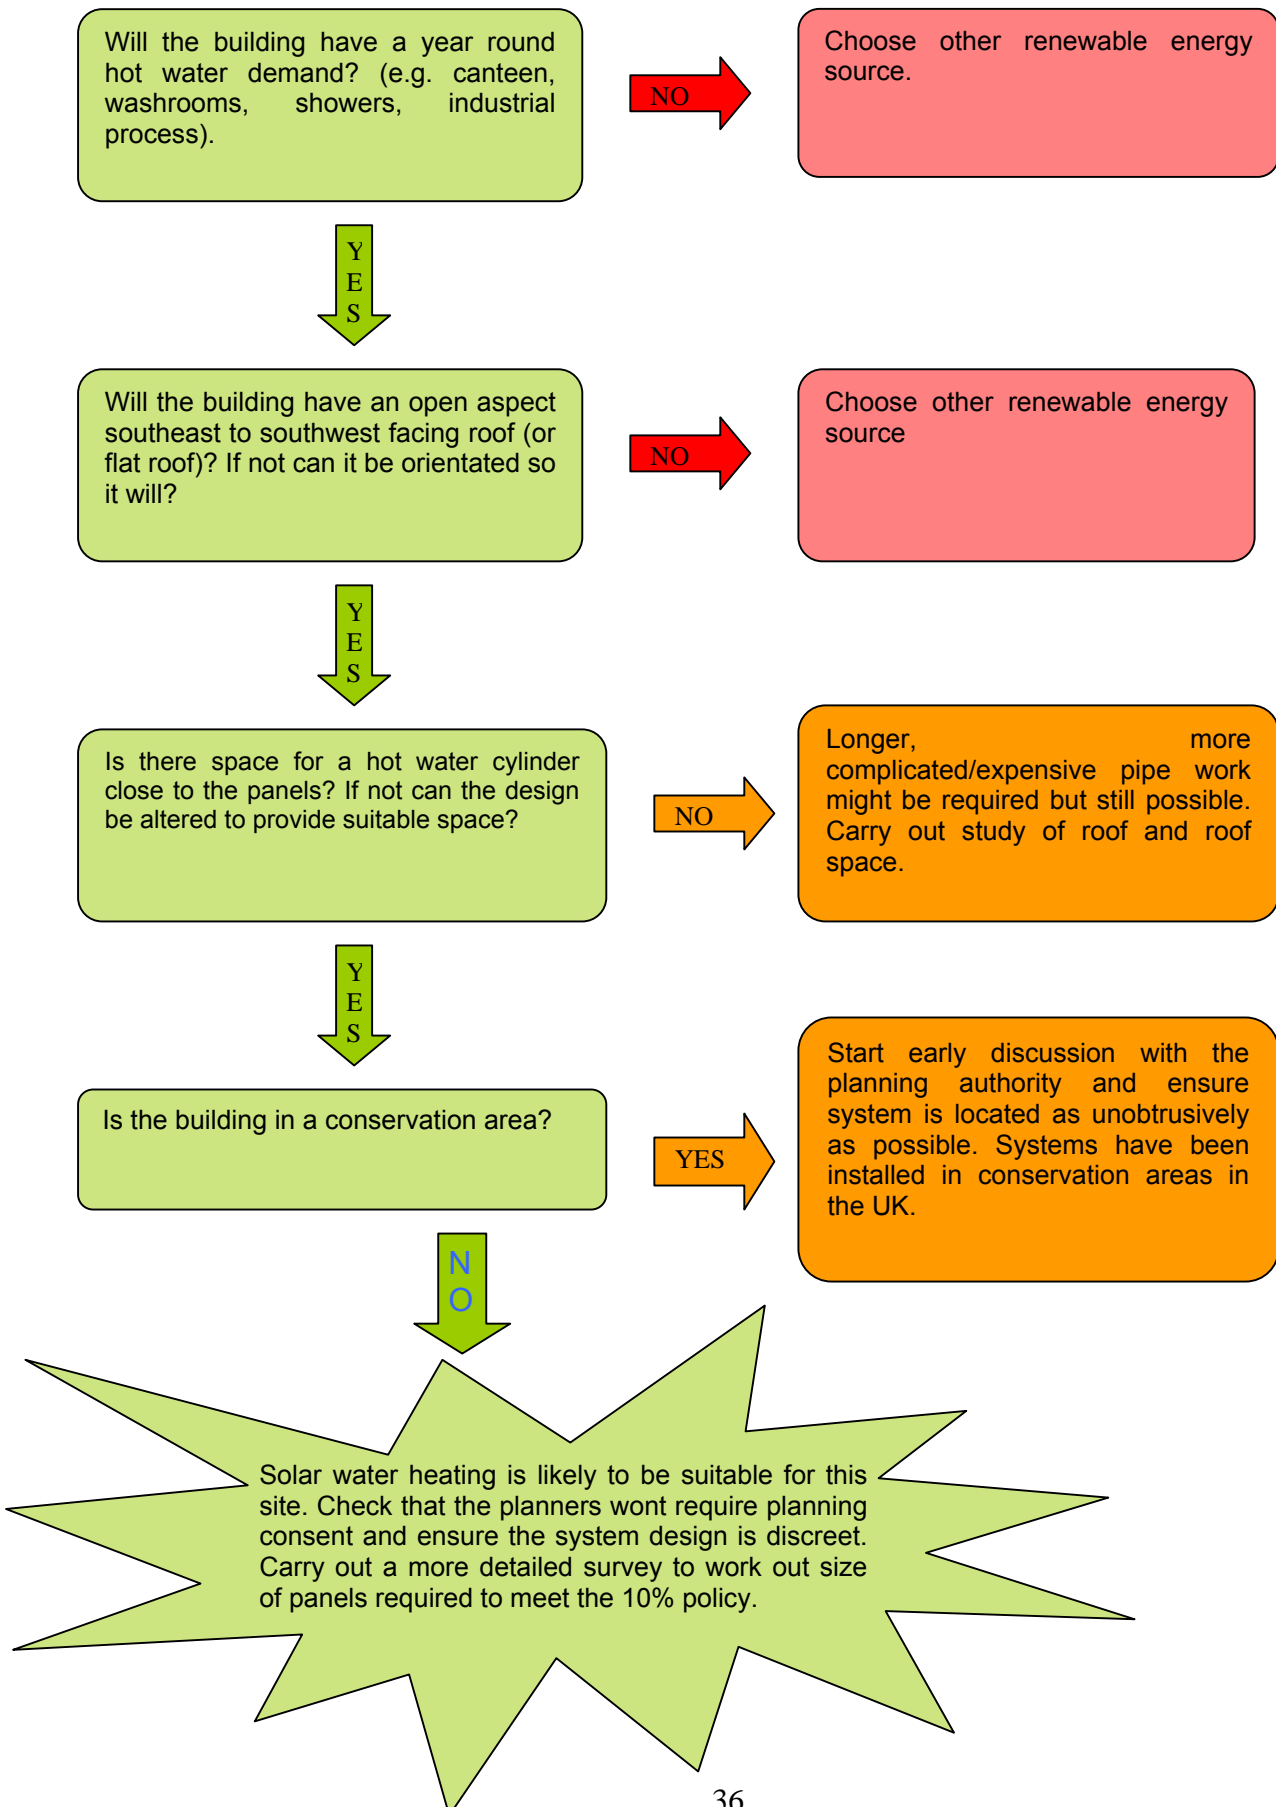 Will the building have a year round
hot water demand? (e.g. canteen,
washrooms, showers, industrial
process).
NO
Choose other renewable energy
source.
Y
E
S
Will the building have an open aspect
southeast to southwest facing roof (or
flat roof)? If not can it be orientated so
it will?
NO
Choose other renewable energy
source
Y
E
S
Is there space for a hot water cylinder
close to the panels? If not can the design
be altered to provide suitable space?
NO
Longer, more
complicated/expensive pipe work
might be required but still possible.
Carry out study of roof and roof
space.
Y
E
S
Is the building in a conservation area?
YES
Start early discussion with the
planning authority and ensure
system is located as unobtrusively
as possible. Systems have been
installed in conservation areas in
the UK.
N
O
Solar water heating is likely to be suitable for this
site. Check that the planners wont require planning
consent and ensure the system design is discreet.
Carry out a more detailed survey to work out size
of panels required to meet the 10% policy.
36